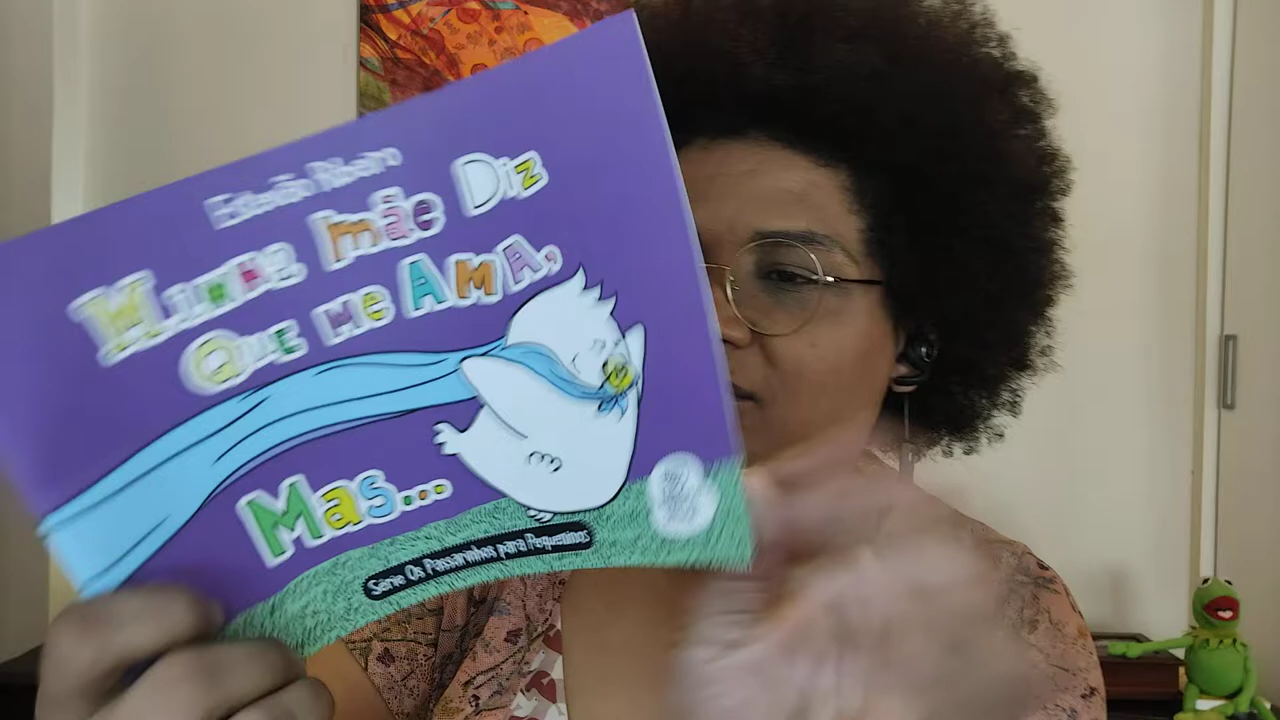 Estevão Ribeiro
Minha mãe Diz
Que me AmA,
Mas...
Série Os Passarinhos para Pequeninos